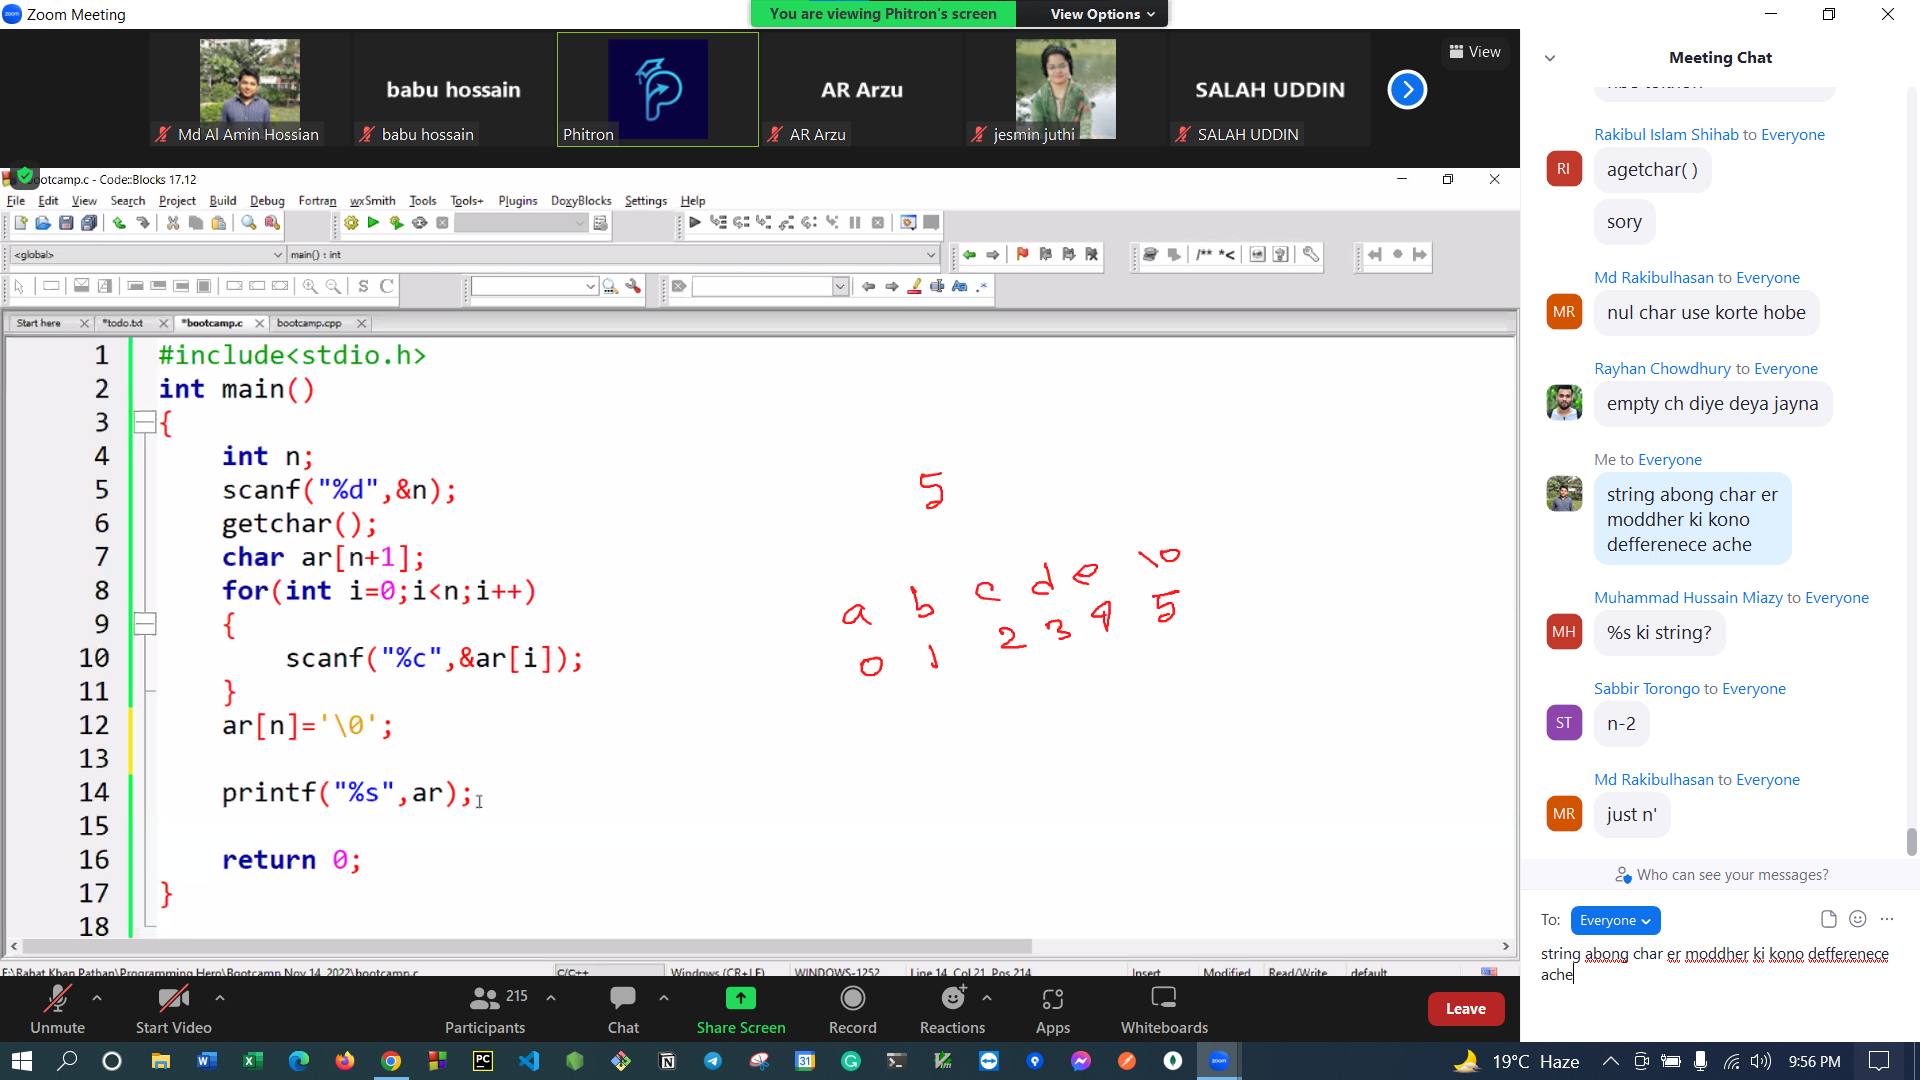 Zoom Meeting
You are viewing Phitron's screen
View Options
View
Md Al Amin Hossian
babu hossain
babu hossain
Phitron
AR Arzu
AR Arzu
jesmin juthi
SALAH UDDIN
SALAH UDDIN
ootcamp.c - Code::Blocks 17.12
File Edit View Search Project Build Debug Fortran wxSmith Tools Tools+ Plugins DoxyBlocks Settings Help
<global>
main() : int
Start here
*todo.txt
*bootcamp.c
bootcamp.cpp
1 #include<stdio.h>
2 int main()
3 {
4 int n;
5 scanf("%d",&n);
6 getchar();
7 char ar[n+1];
8 for(int i=0;i<n;i++)
9 {
10 scanf("%c",&ar[i]);
11 }
12 ar[n]='\0';
13
14 printf("%s",ar);
15
16 return 0;
17 }
18
5
a b c d e \0
0 1 2 3 4 5
F:\Rahat Khan Pathan\Programming Hero\Bootcamp Nov 14, 2022\bootcamp.c
C/C++
Windows (CR+LF)
WINDOWS-1252
Line 14, Col 21, Pos 214
Insert
Modified
Read/Write
default
Meeting Chat
Rakibul Islam Shihab to Everyone
RI
agetchar( )
sory
Md Rakibulhasan to Everyone
MR
nul char use korte hobe
Rayhan Chowdhury to Everyone
empty ch diye deya jayna
Me to Everyone
string abong char er
moddher ki kono
defferenece ache
Muhammad Hussain Miazy to Everyone
MH
%s ki string?
Sabbir Torongo to Everyone
ST
n-2
Md Rakibulhasan to Everyone
MR
just n'
Who can see your messages?
To: Everyone
string abong char er moddher ki kono defferenece
ache
Unmute
Start Video
215
Participants
Chat
Share Screen
Record
Reactions
Apps
Whiteboards
Leave
19°C Haze
9:56 PM